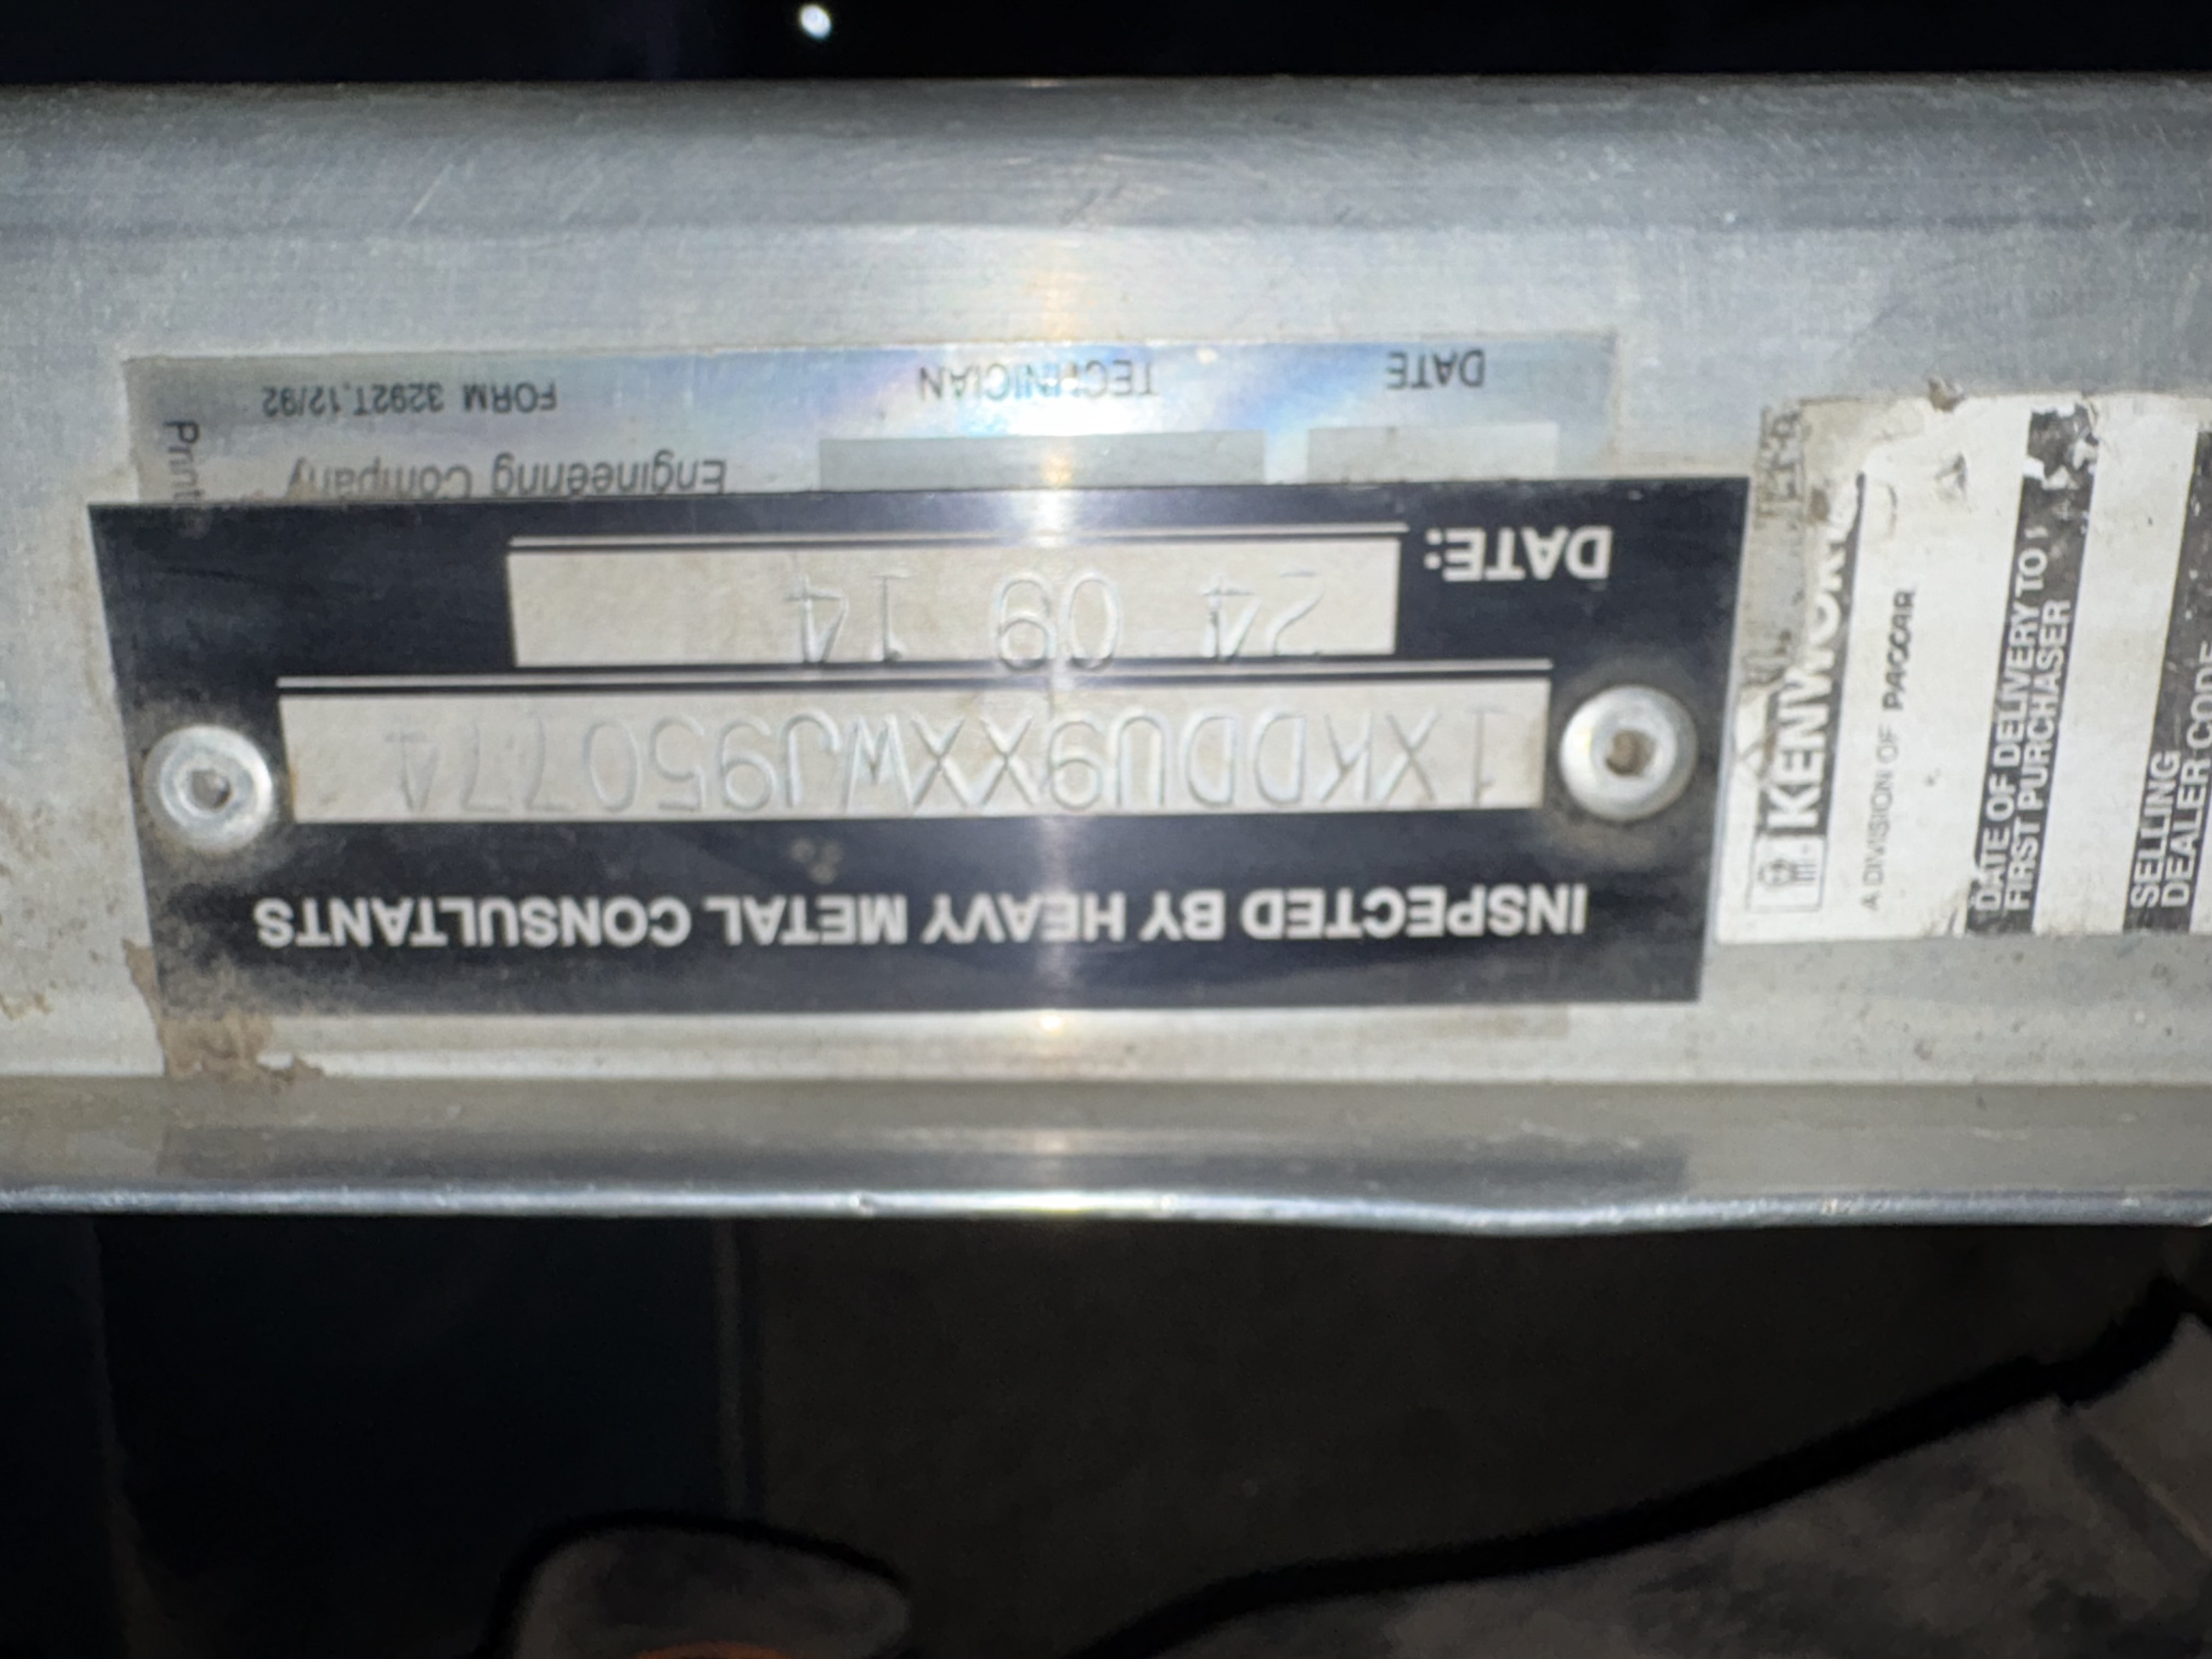 INSPECTED BY HEAVY METAL CONSULTANTS
1XKDDU9XXWJ950774
DATE:
24 09 14
Engineering Company
FORM 3292T,12/92
TECHNICIAN
DATE
KENWOR
A DIVISION OF PACCAR
DATE OF DELIVERY TO
FIRST PURCHASER
SELLING
DEALER CODE